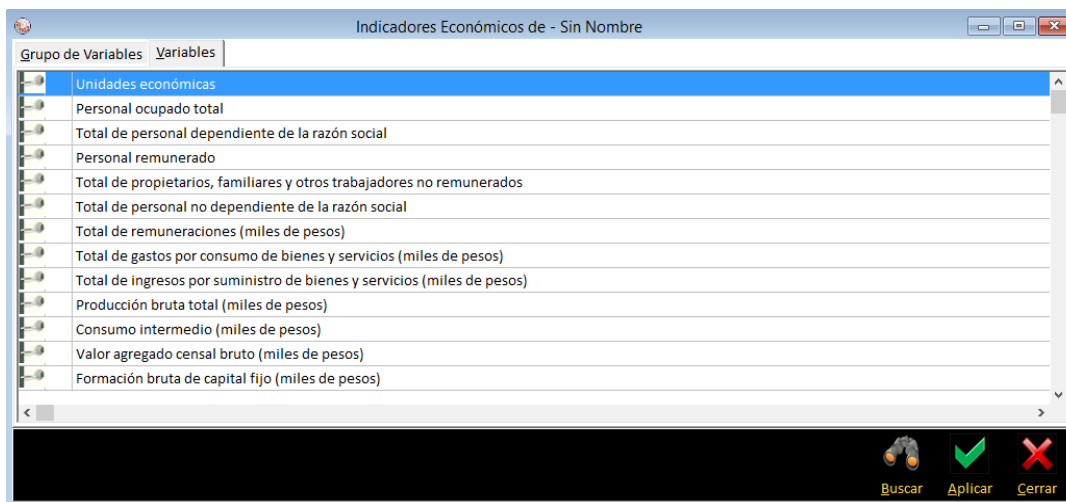 Indicadores Económicos de - Sin Nombre
Grupo de Variables Variables
Unidades económicas
Personal ocupado total
Total de personal dependiente de la razón social
Personal remunerado
Total de propietarios, familiares y otros trabajadores no remunerados
Total de personal no dependiente de la razón social
Total de remuneraciones (miles de pesos)
Total de gastos por consumo de bienes y servicios (miles de pesos)
Total de ingresos por suministro de bienes y servicios (miles de pesos)
Producción bruta total (miles de pesos)
Consumo intermedio (miles de pesos)
Valor agregado censal bruto (miles de pesos)
Formación bruta de capital fijo (miles de pesos)
Buscar Aplicar Cerrar